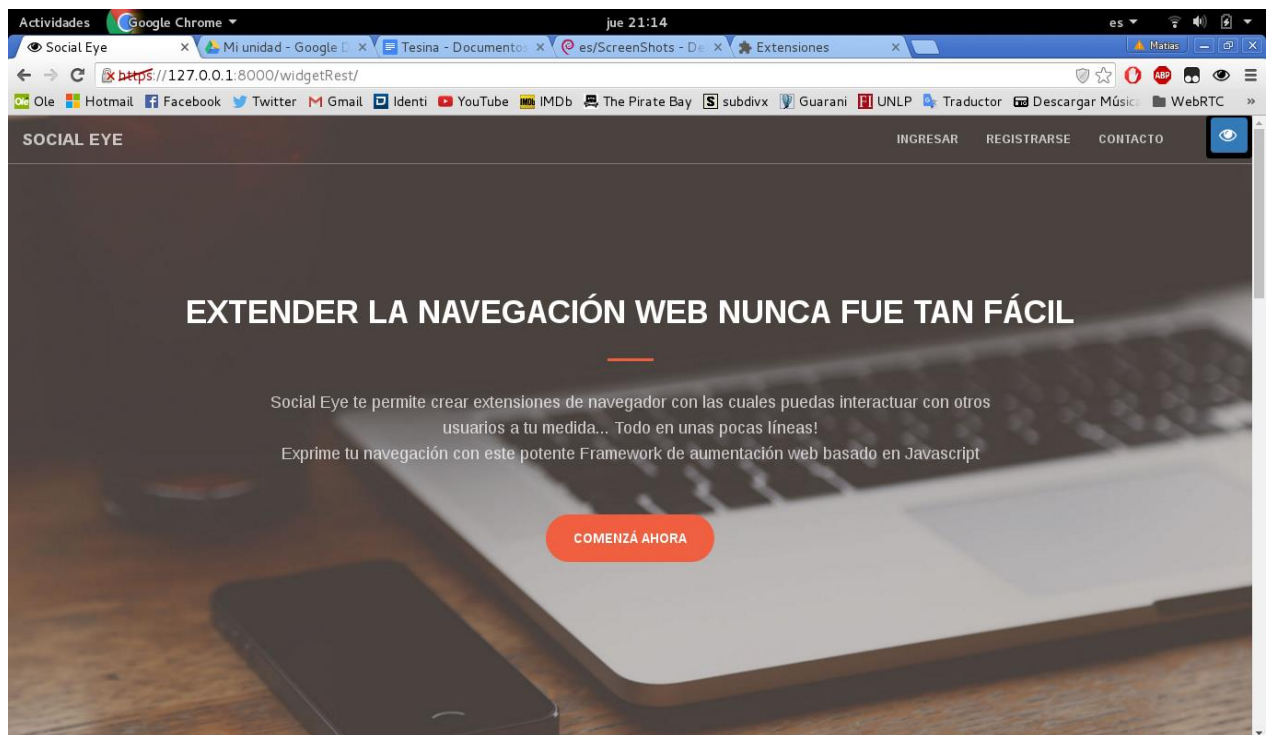 Actividades Google Chrome jue 21:14 es
Social Eye Mi unidad - Google D Tesina - Documentos es/ScreenShots - De Extensiones Matias
https://127.0.0.1:8000/widgetRest/ ABP
Ole Hotmail Facebook Twitter Gmail Identi YouTube IMDb The Pirate Bay subdivx Guarani UNLP Traductor Descargar Música WebRTC »
SOCIAL EYE INGRESAR REGISTRARSE CONTACTO
EXTENDER LA NAVEGACIÓN WEB NUNCA FUE TAN FÁCIL
Social Eye te permite crear extensiones de navegador con las cuales puedas interactuar con otros
usuarios a tu medida... Todo en unas pocas líneas!
Exprime tu navegación con este potente Framework de aumentación web basado en Javascript
COMENZÁ AHORA